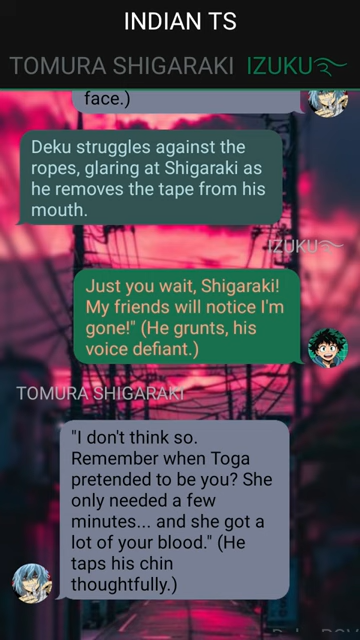 INDIAN TS
TOMURA SHIGARAKI IZUKU
face.)
Deku struggles against the
ropes, glaring at Shigaraki as
he removes the tape from his
mouth.
IZUKU
Just you wait, Shigaraki!
My friends will notice I'm
gone!" (He grunts, his
voice defiant.)
TOMURA SHIGARAKI
"I don't think so.
Remember when Toga
pretended to be you? She
only needed a few
minutes... and she got a
lot of your blood." (He
taps his chin
thoughtfully.)